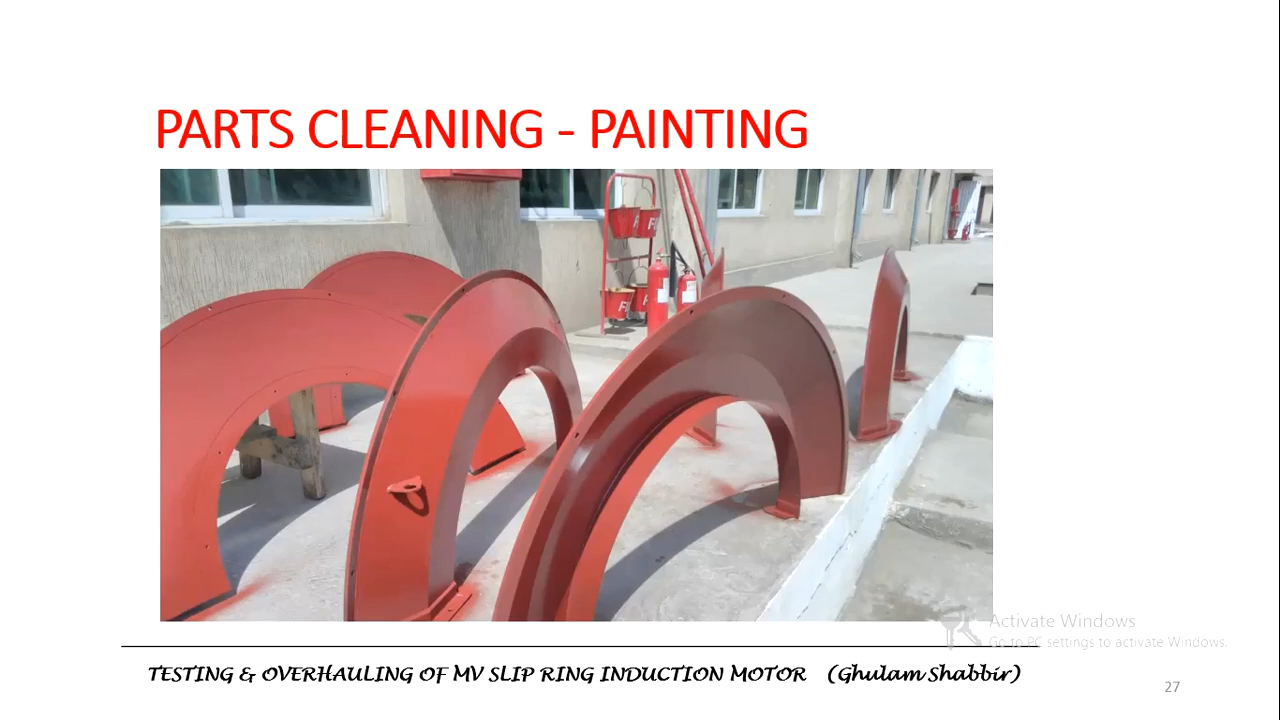 PARTS CLEANING - PAINTING
Activate Windows
Go to PC settings to activate Windows.
TESTING & OVERHAULING OF MV SLIP RING INDUCTION MOTOR (Ghulam Shabbir)
27